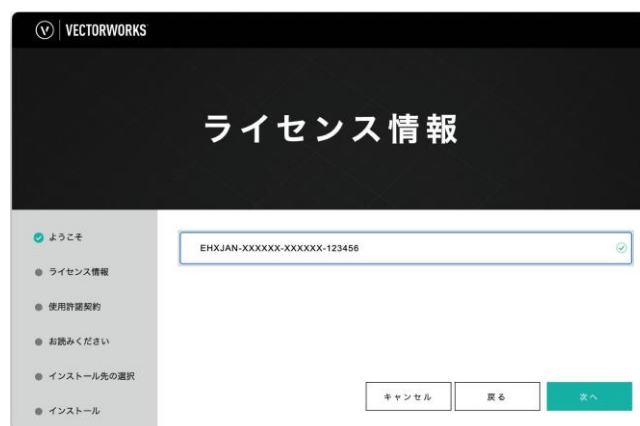 VECTORWORKS
ライセンス情報
ようこそ
EHXJAN-XXXXXX-XXXXXX-123456
ライセンス情報
使用許諾契約
お読みください
インストール先の選択
キャンセル
戻る
次へ
インストール